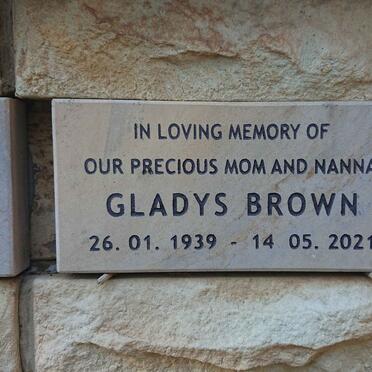 IN LOVING MEMORY OF
OUR PRECIOUS MOM AND NANNA
GLADYS BROWN
26. 01. 1939 - 14 05. 2021